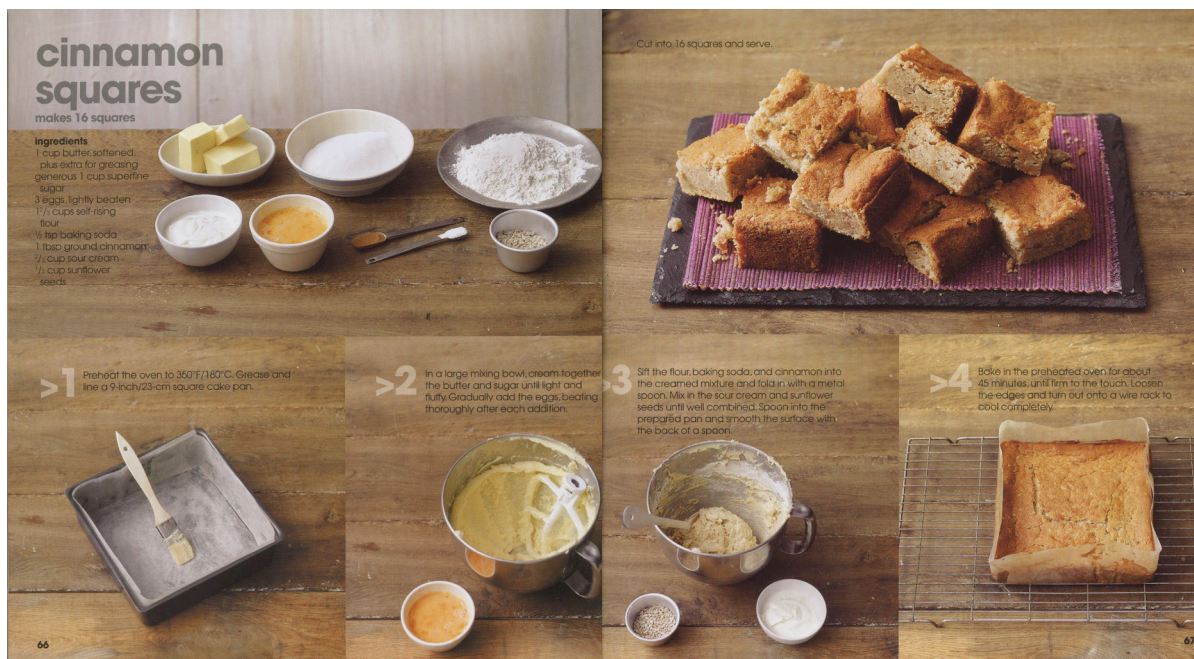 cinnamon
squares
makes 16 squares
ingredients
1 cup butter, softened,
plus extra for greasing
generous 1 cup superfine
sugar
3 eggs, lightly beaten
1²/₃ cups self-rising
flour
½ tsp baking soda
1 tbsp ground cinnamon
²/₃ cup sour cream
¹/₃ cup sunflower
seeds
Cut into 16 squares and serve.
>1
Preheat the oven to 350°F/180°C. Grease and
line a 9-inch/23-cm square cake pan.
>2
In a large mixing bowl, cream together
the butter and sugar until light and
fluffy. Gradually add the eggs, beating
thoroughly after each addition.
>3
Sift the flour, baking soda, and cinnamon into
the creamed mixture and fold in with a metal
spoon. Mix in the sour cream and sunflower
seeds until well combined. Spoon into the
prepared pan and smooth the surface with
the back of a spoon.
>4
Bake in the preheated oven for about
45 minutes, until firm to the touch. Loosen
the edges and turn out onto a wire rack to
cool completely.
66
67